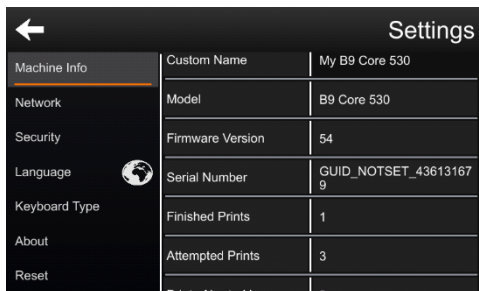 Settings
Machine Info
Network
Security
Language
Keyboard Type
About
Reset
Custom Name My B9 Core 530
Model B9 Core 530
Firmware Version 54
Serial Number GUID_NOTSET_43613167
9
Finished Prints 1
Attempted Prints 3